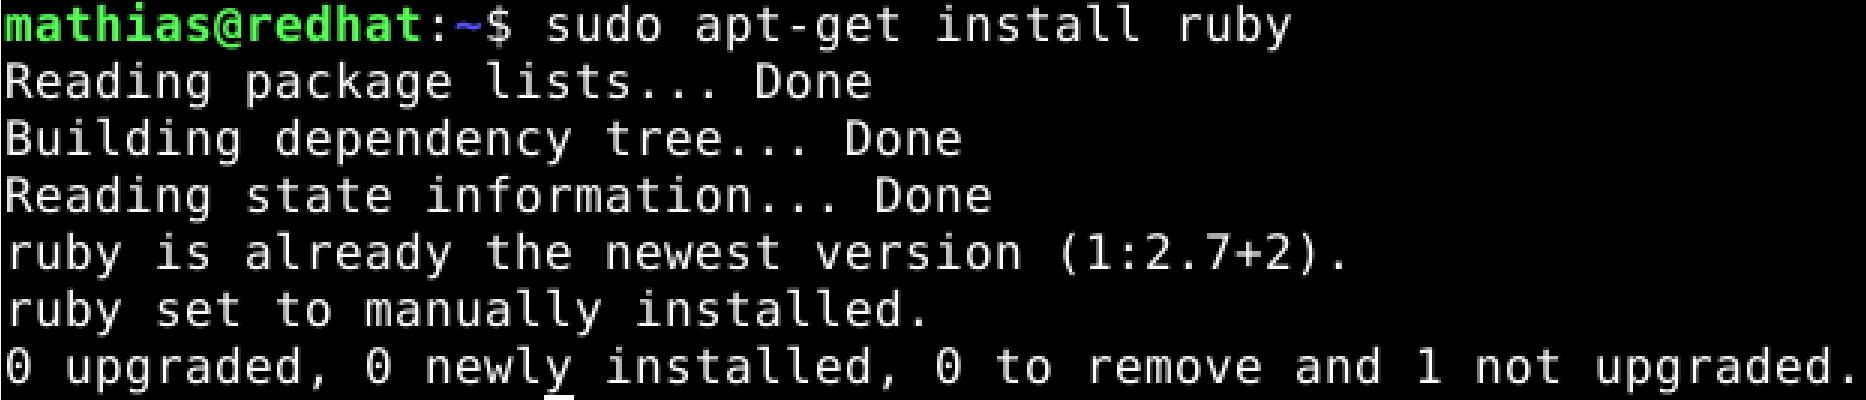 mathias@redhat:~$ sudo apt-get install ruby
Reading package lists... Done
Building dependency tree... Done
Reading state information... Done
ruby is already the newest version (1:2.7+2).
ruby set to manually installed.
0 upgraded, 0 newly installed, 0 to remove and 1 not upgraded.